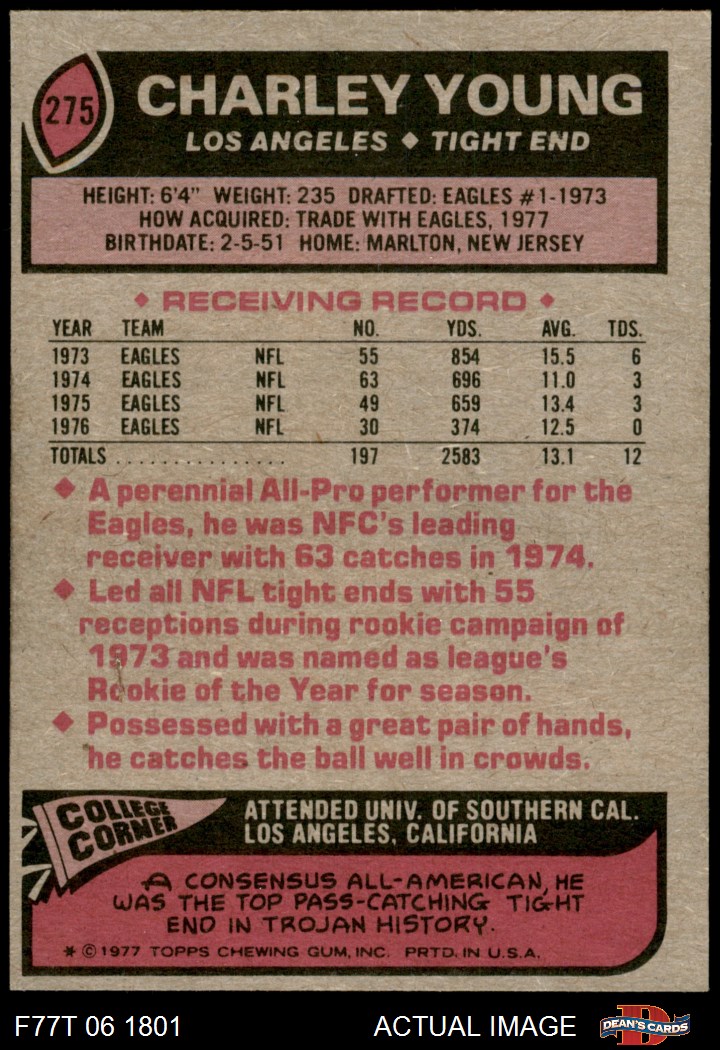 275
CHARLEY YOUNG
LOS ANGELES ◆ TIGHT END
HEIGHT: 6'4" WEIGHT: 235 DRAFTED: EAGLES #1-1973
HOW ACQUIRED: TRADE WITH EAGLES, 1977
BIRTHDATE: 2-5-51 HOME: MARLTON, NEW JERSEY
◆ RECEIVING RECORD ◆
YEAR TEAM NO. YDS. AVG. TDS.
1973 EAGLES NFL 55 854 15.5 6
1974 EAGLES NFL 63 696 11.0 3
1975 EAGLES NFL 49 659 13.4 3
1976 EAGLES NFL 30 374 12.5 0
TOTALS ................ 197 2583 13.1 12
◆ A perennial All-Pro performer for the
Eagles, he was NFC's leading
receiver with 63 catches in 1974.
◆ Led all NFL tight ends with 55
receptions during rookie campaign of
1973 and was named as league's
Rookie of the Year for season.
◆ Possessed with a great pair of hands,
he catches the ball well in crowds.
COLLEGE
CORNER
ATTENDED UNIV. OF SOUTHERN CAL.
LOS ANGELES, CALIFORNIA
A CONSENSUS ALL-AMERICAN, HE
WAS THE TOP PASS-CATCHING TIGHT
END IN TROJAN HISTORY.
* © 1977 TOPPS CHEWING GUM, INC. PRTD. IN U.S.A.
F77T 06 1801 ACTUAL IMAGE
D
DEAN'S CARDS